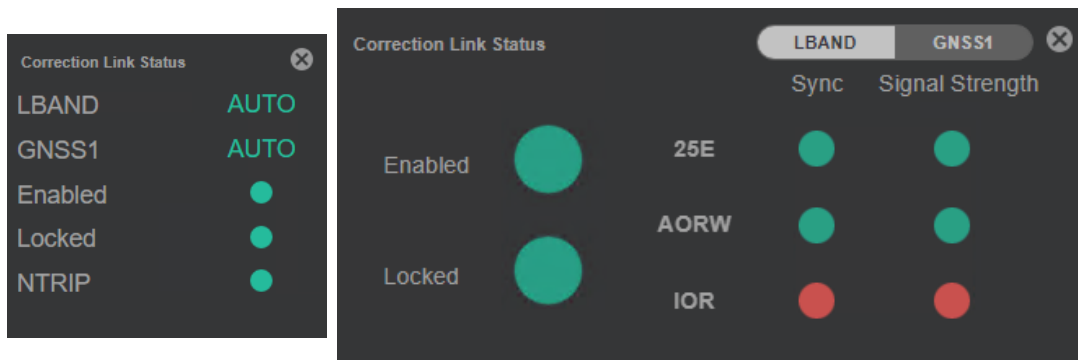 Correction Link Status
LBAND AUTO
GNSS1 AUTO
Enabled
Locked
NTRIP
Correction Link Status LBAND GNSS1
Sync Signal Strength
Enabled 25E
AORW
Locked
IOR